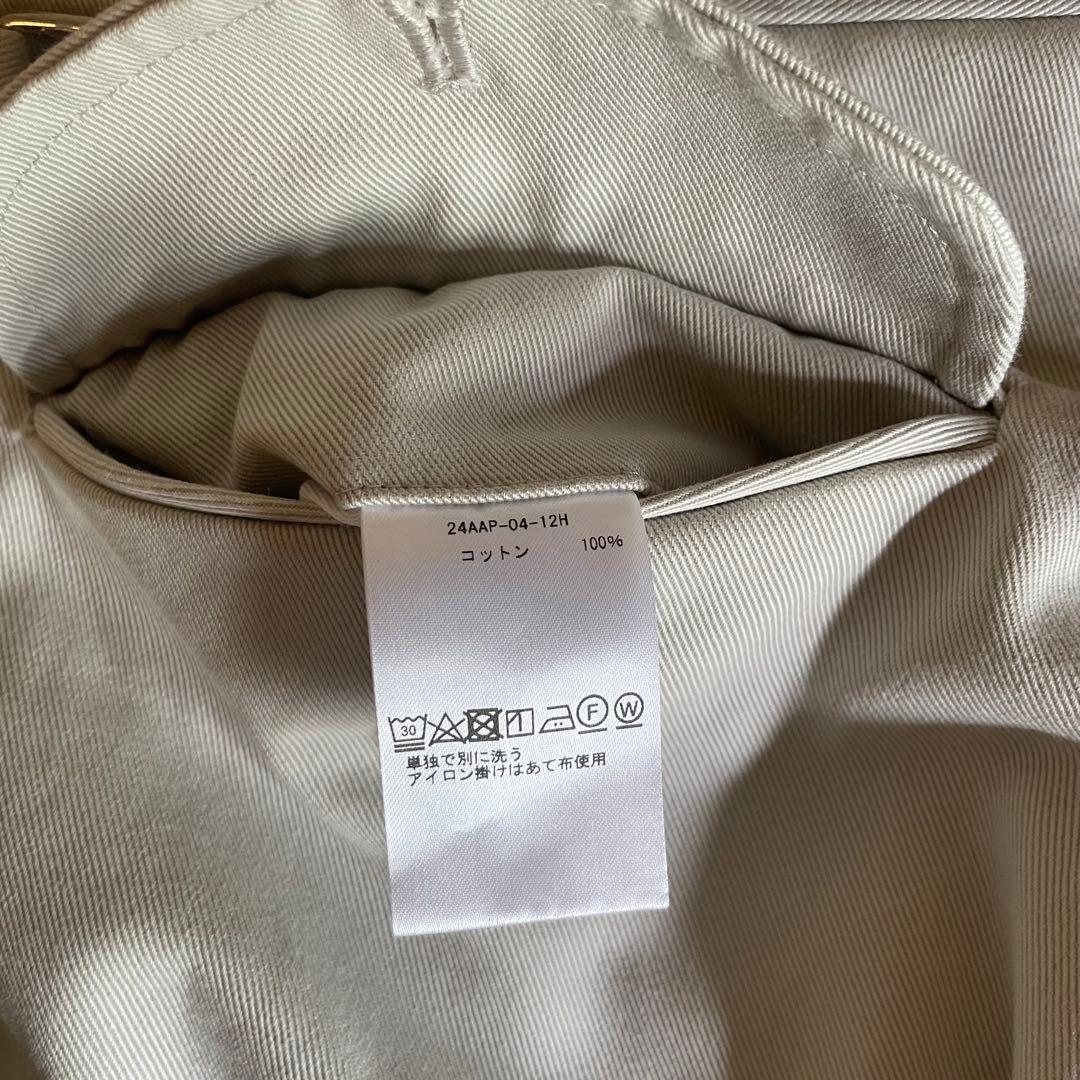 24AAP-04-12H
コットン 100%
30 F W
単独で別に洗う
アイロン掛けはあて布使用